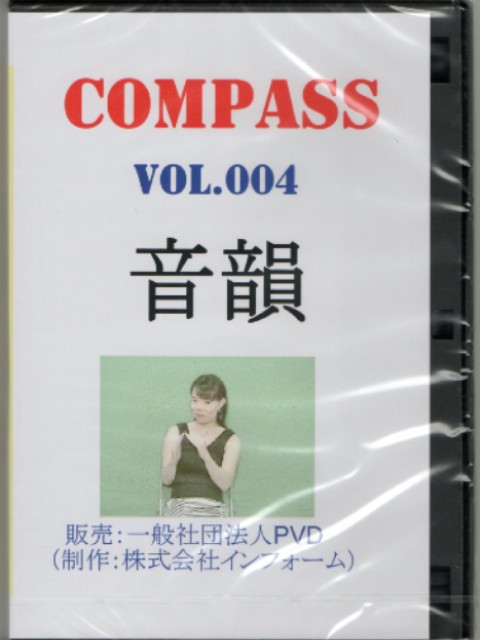 COMPASS
VOL.004
音韻
販売：一般社団法人PVD
（制作：株式会社インフォーム）